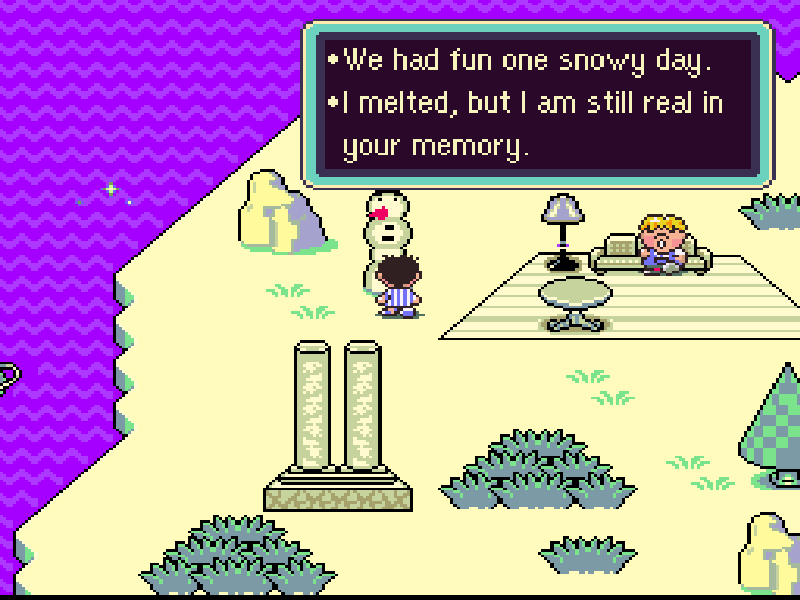 •We had fun one snowy day.
•I melted, but I am still real in
your memory.